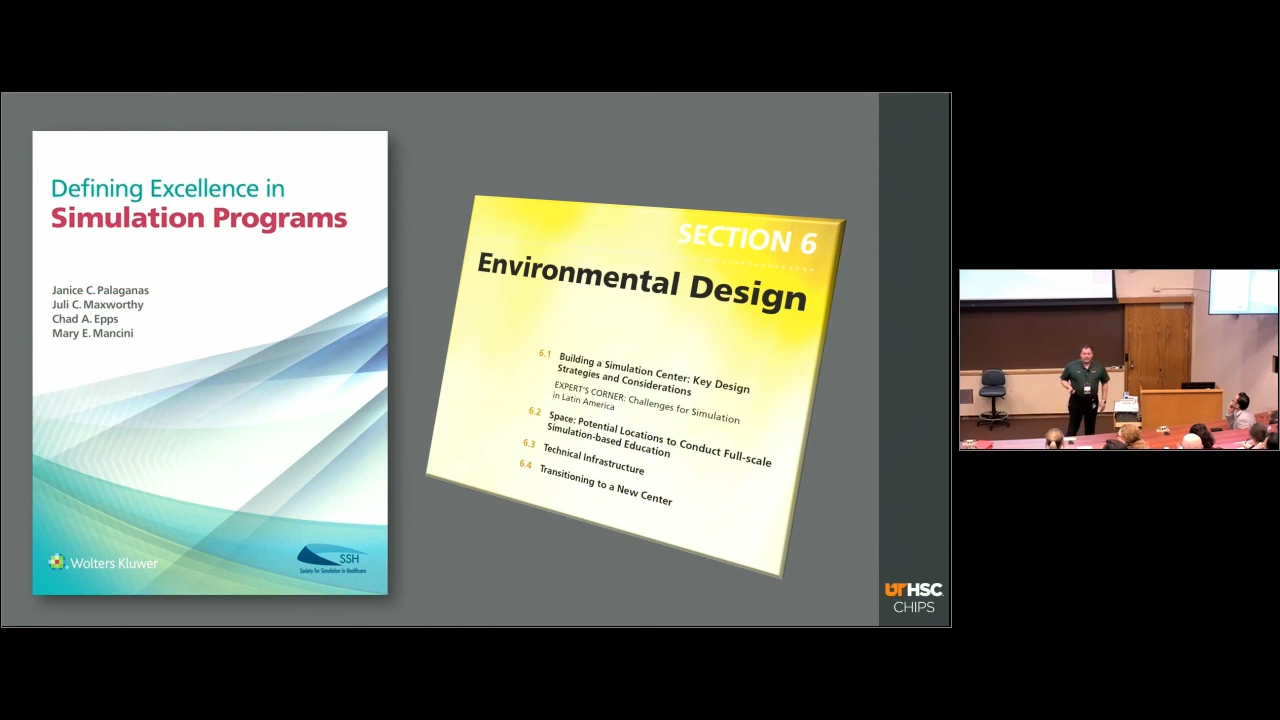 Defining Excellence in
Simulation Programs
Janice C. Palaganas
Juli C. Maxworthy
Chad A. Epps
Mary E. Mancini
Wolters Kluwer
SSH
Society for Simulation in Healthcare
SECTION 6
Environmental Design
6.1 Building a Simulation Center: Key Design
Strategies and Considerations
EXPERT'S CORNER: Challenges for Simulation
in Latin America
6.2 Space: Potential Locations to Conduct Full-scale
Simulation-based Education
6.3 Technical Infrastructure
6.4 Transitioning to a New Center
UTHSC
CHIPS